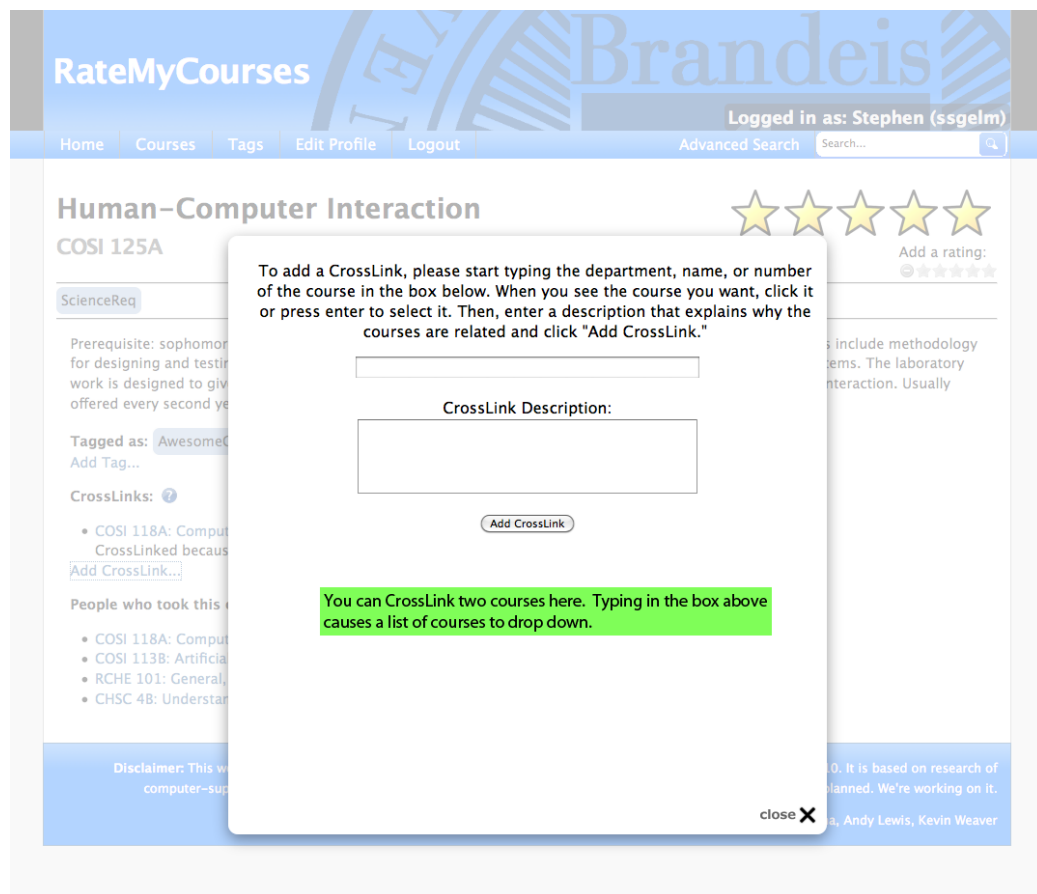 Brandeis
RateMyCourses
Logged in as: Stephen (ssgelm)
Home Courses Tags Edit Profile Logout Advanced Search Search...
Human-Computer Interaction
COSI 125A
Add a rating:
ScienceReq
To add a CrossLink, please start typing the department, name, or number
of the course in the box below. When you see the course you want, click it
or press enter to select it. Then, enter a description that explains why the
courses are related and click "Add CrossLink."
CrossLink Description:
Add CrossLink
You can CrossLink two courses here. Typing in the box above
causes a list of courses to drop down.
close
Prerequisite: sophomor
include methodology
for designing and testin
The laboratory
work is designed to giv
nteraction. Usually
offered every second ye
Tagged as: AwesomeC
Add Tag...
CrossLinks: ?
• COSI 118A: Comput
CrossLinked becaus
Add CrossLink...
People who took this
• COSI 118A: Comput
• COSI 113B: Artificia
• RCHE 101: General,
• CHSC 4B: Understan
Disclaimer: This w
0. It is based on research of
computer-sup
planned. We're working on it.
a, Andy Lewis, Kevin Weaver